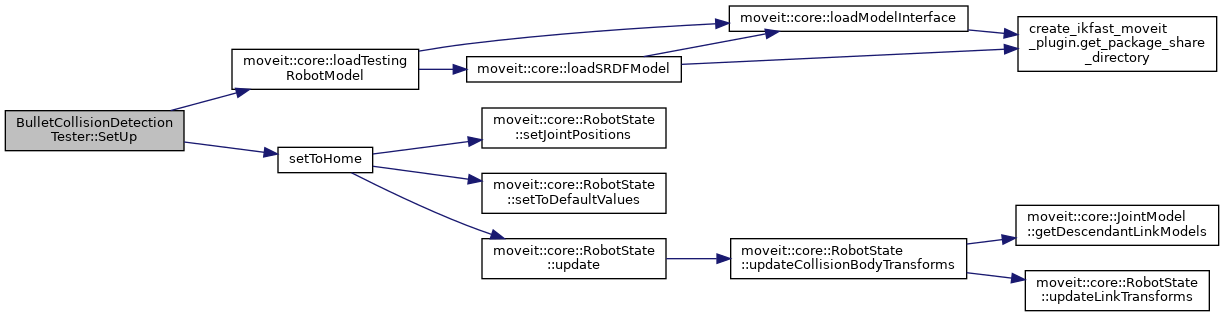 BulletCollisionDetection
Tester::SetUp
moveit::core::loadTesting
RobotModel
moveit::core::loadSRDFModel
moveit::core::loadModelInterface
create_ikfast_moveit
_plugin.get_package_share
_directory
setToHome
moveit::core::RobotState
::setJointPositions
moveit::core::RobotState
::setToDefaultValues
moveit::core::RobotState
::update
moveit::core::RobotState
::updateCollisionBodyTransforms
moveit::core::JointModel
::getDescendantLinkModels
moveit::core::RobotState
::updateLinkTransforms